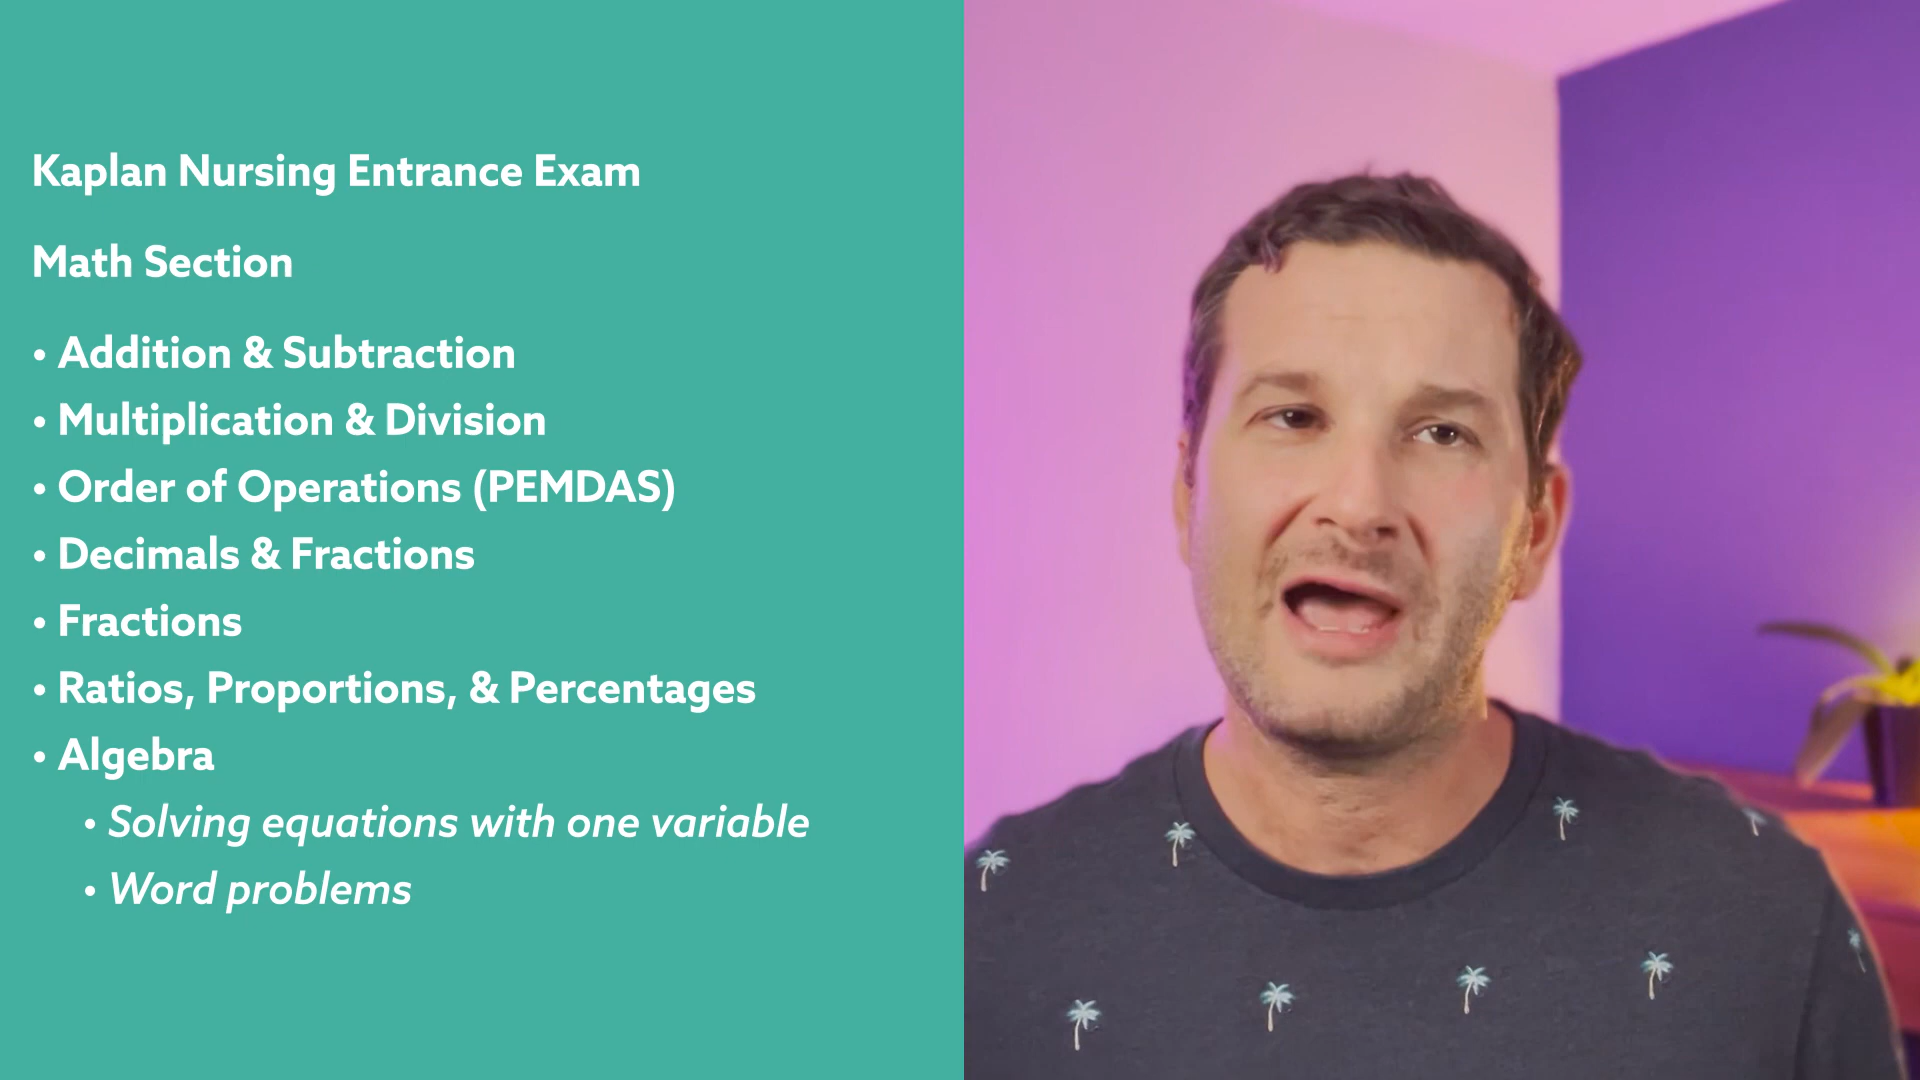 Kaplan Nursing Entrance Exam
Math Section
• Addition & Subtraction
• Multiplication & Division
• Order of Operations (PEMDAS)
• Decimals & Fractions
• Fractions
• Ratios, Proportions, & Percentages
• Algebra
• Solving equations with one variable
• Word problems